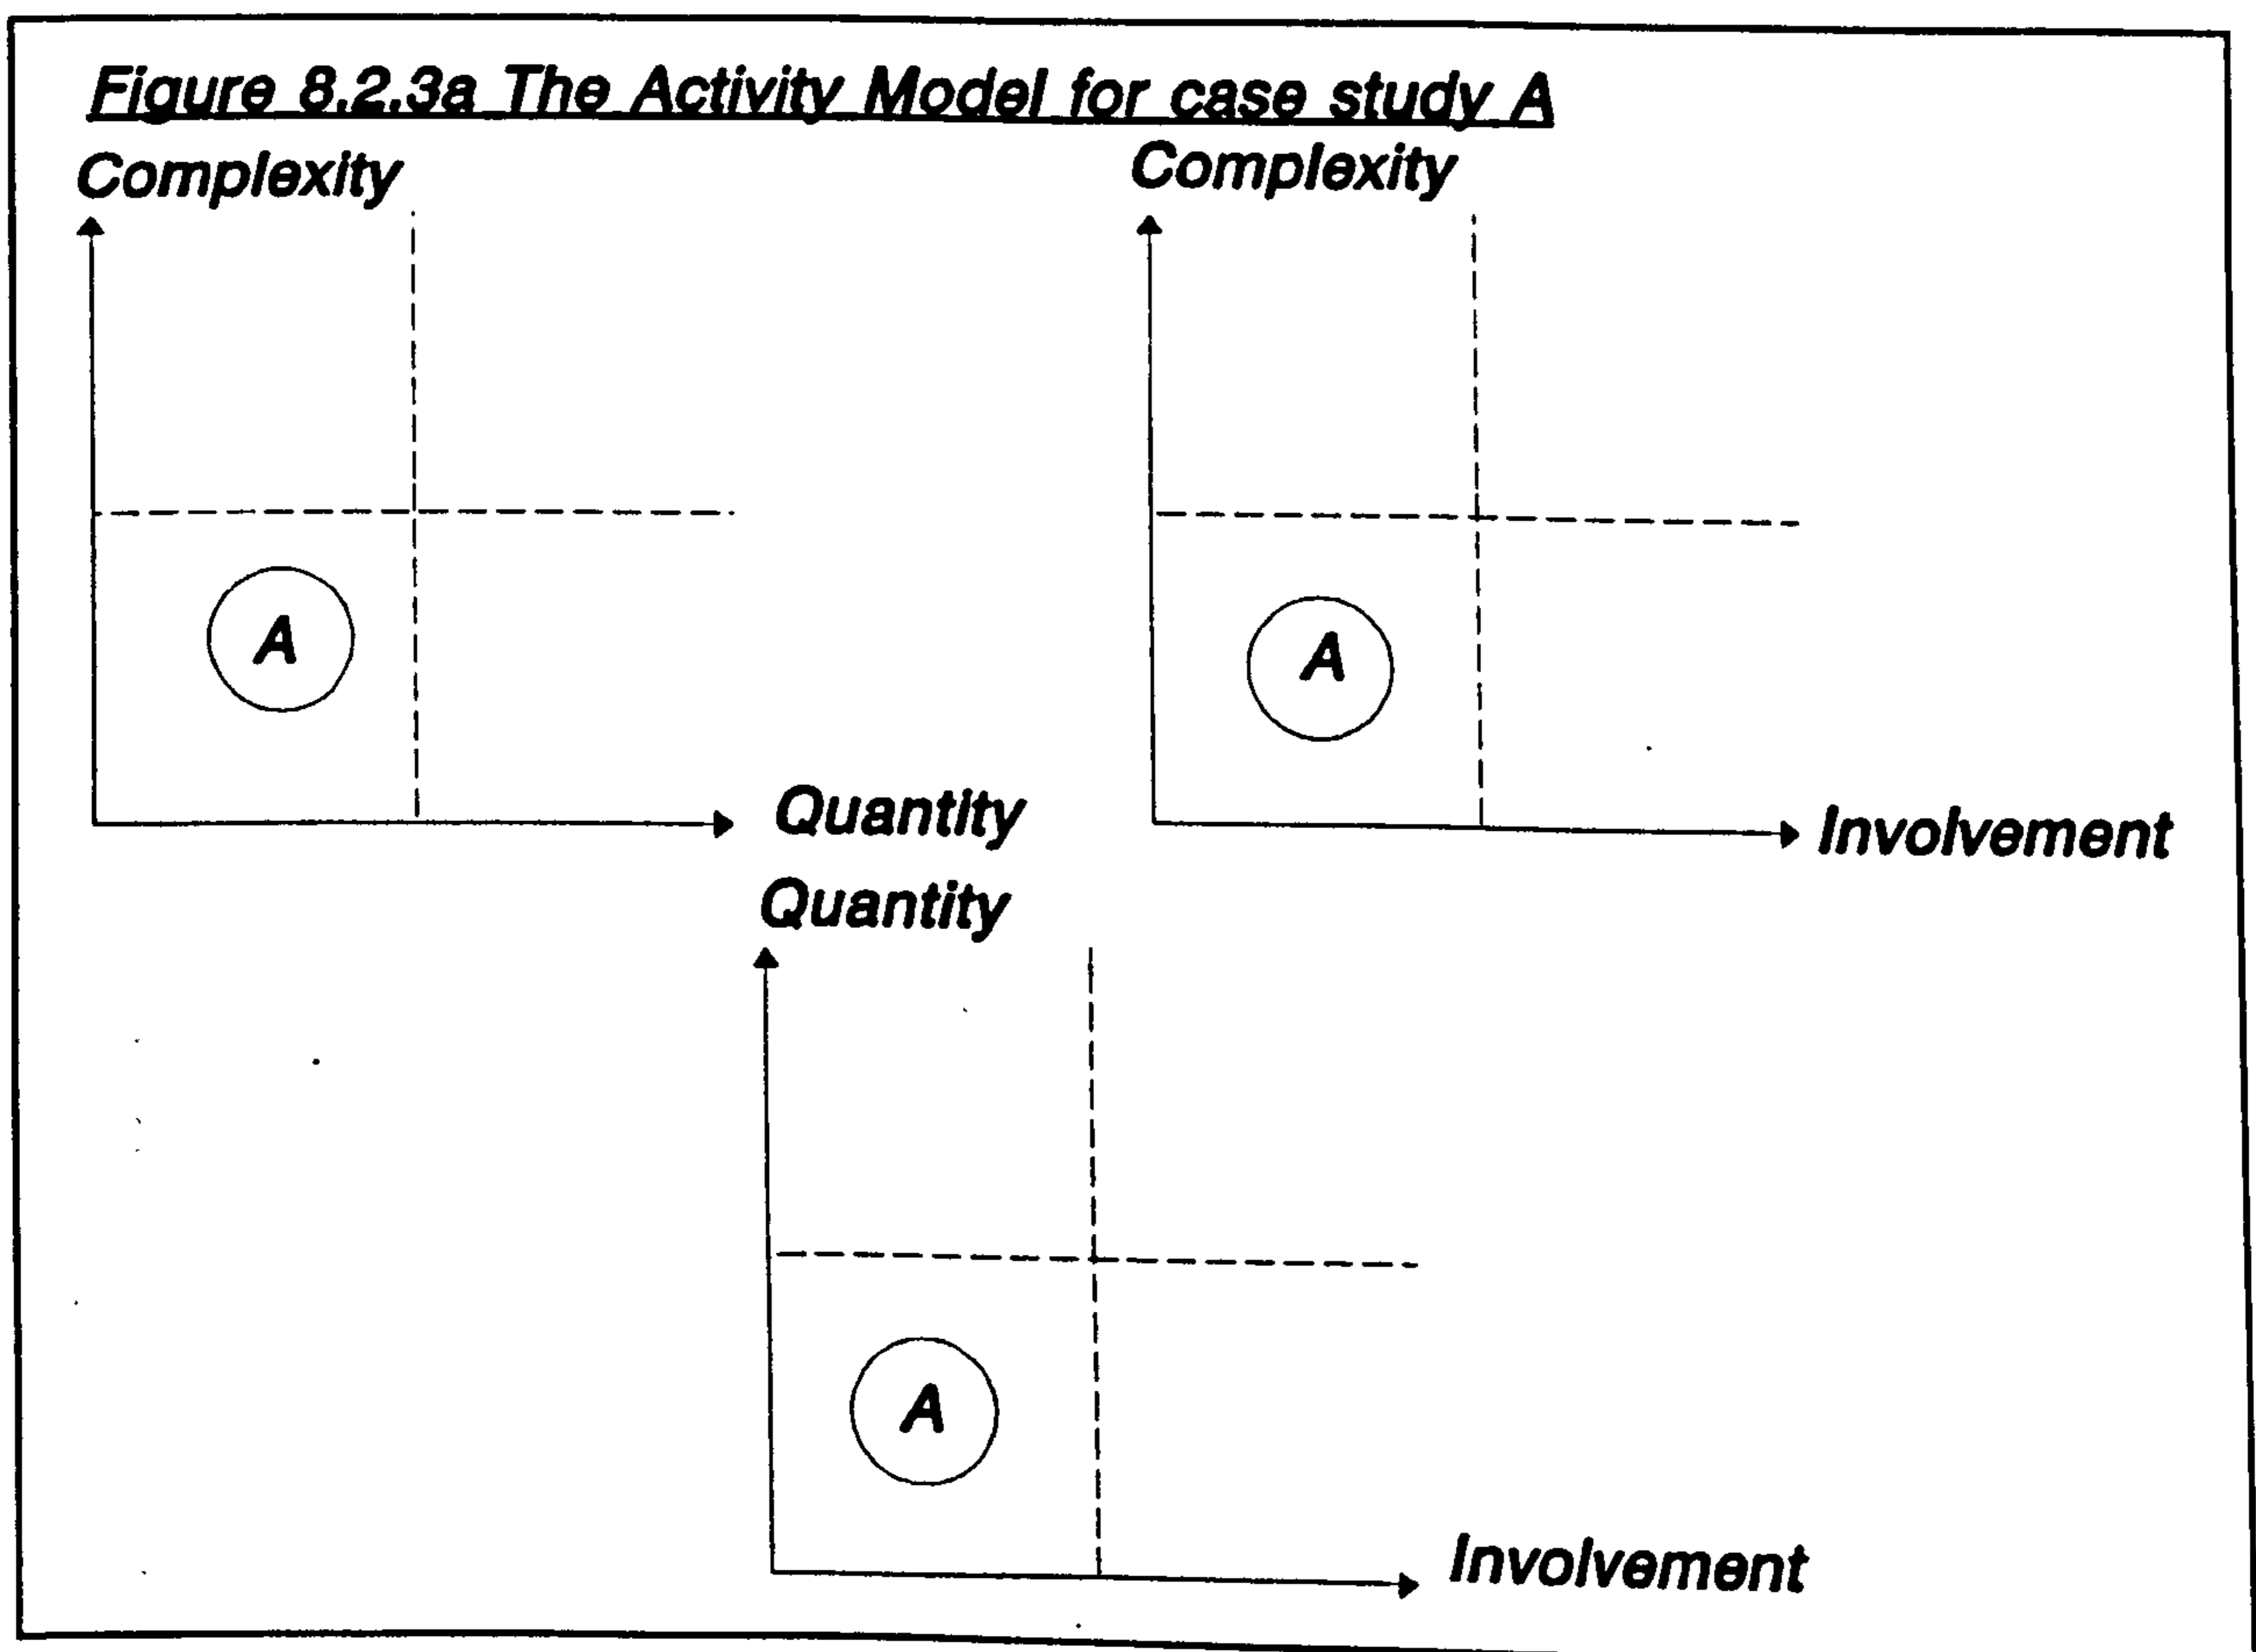 Figure 8.2.3a The Activity Model for case study A
Complexity
Complexity
A
A
Quantity
Involvement
Quantity
A
Involvement